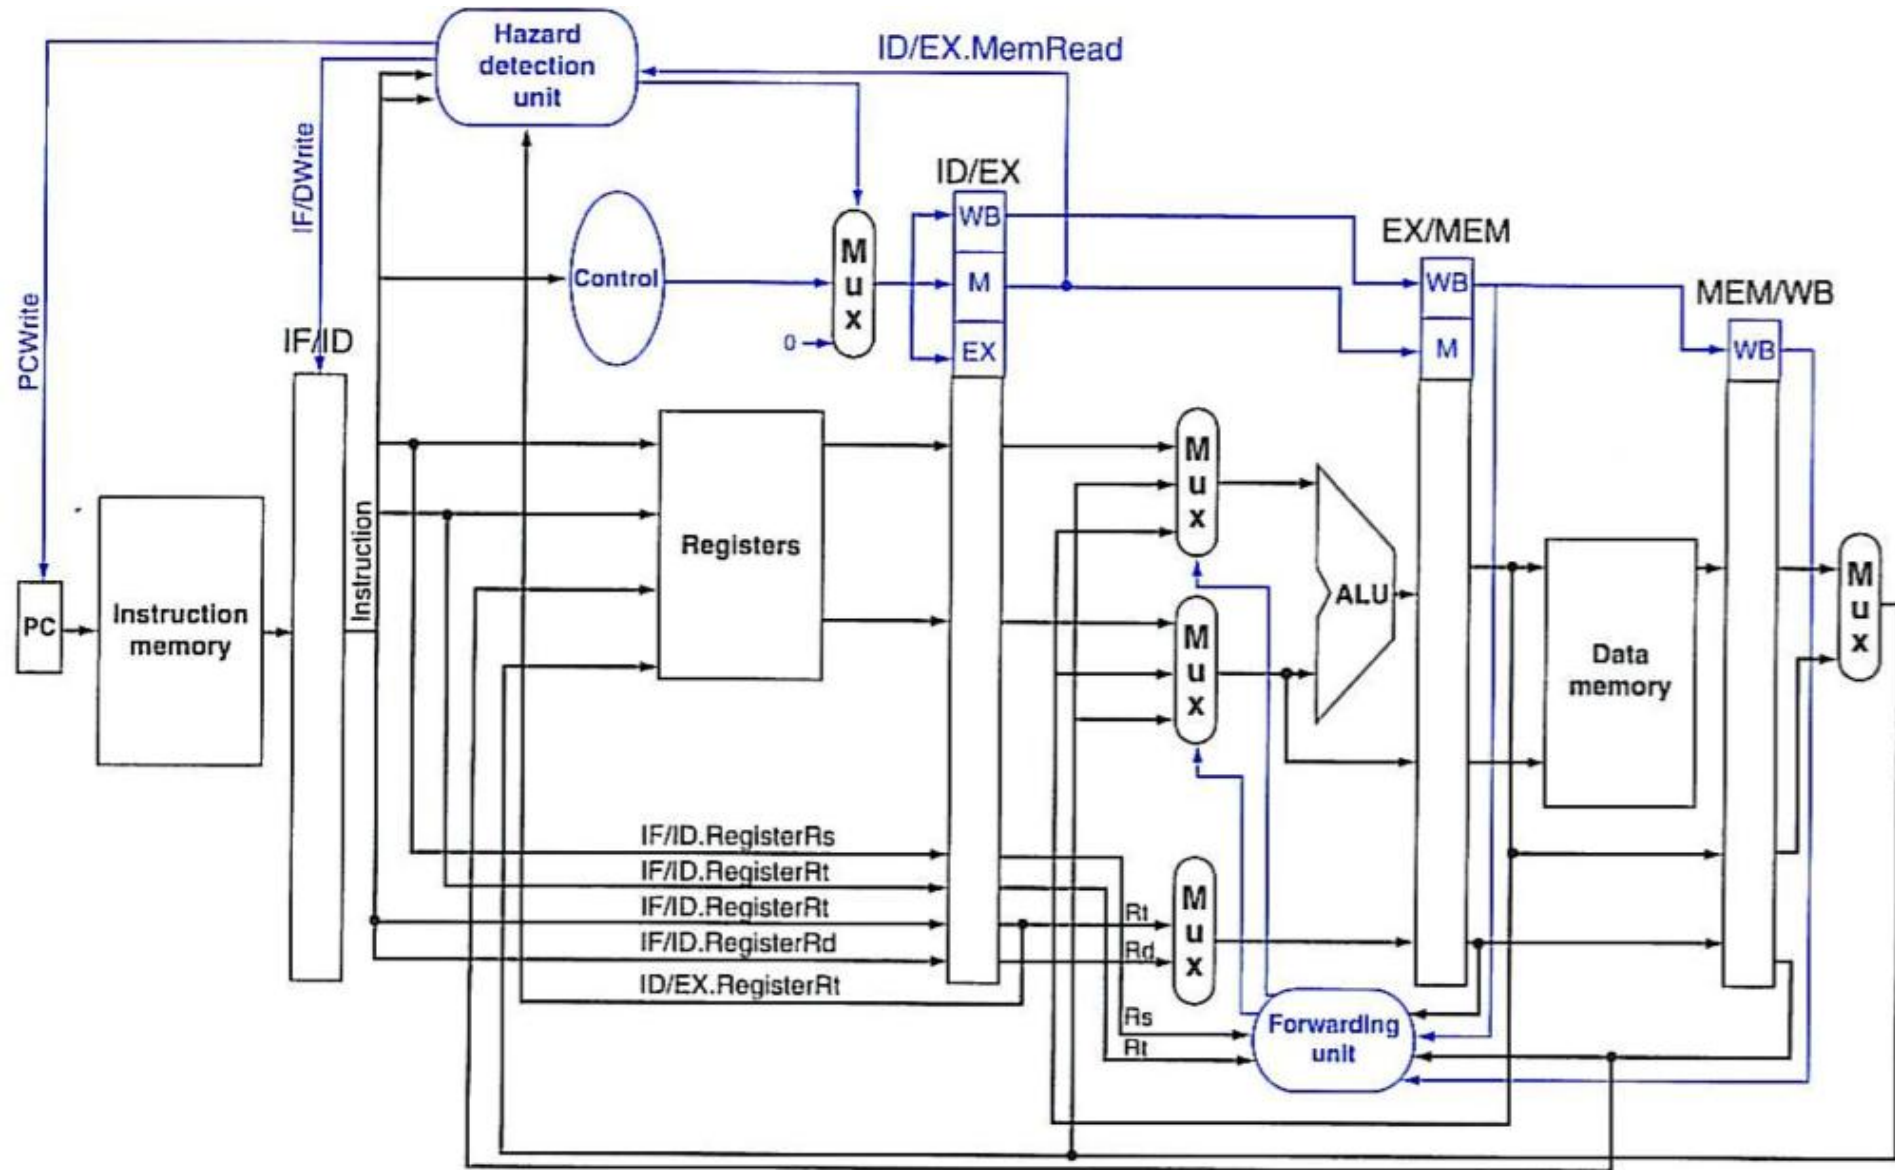 Hazard
detection
unit
ID/EX.MemRead
IF/DWrite
PCWrite
ID/EX
WB
M
EX
Control
M
u
x
0
EX/MEM
WB
M
MEM/WB
WB
IF/ID
PC
Instruction
memory
Instruction
Registers
M
u
x
M
u
x
ALU
Data
memory
M
u
x
IF/ID.RegisterRs
IF/ID.RegisterRt
IF/ID.RegisterRt
IF/ID.RegisterRd
ID/EX.RegisterRt
Rt
Rd
M
u
x
Rs
Rt
Forwarding
unit